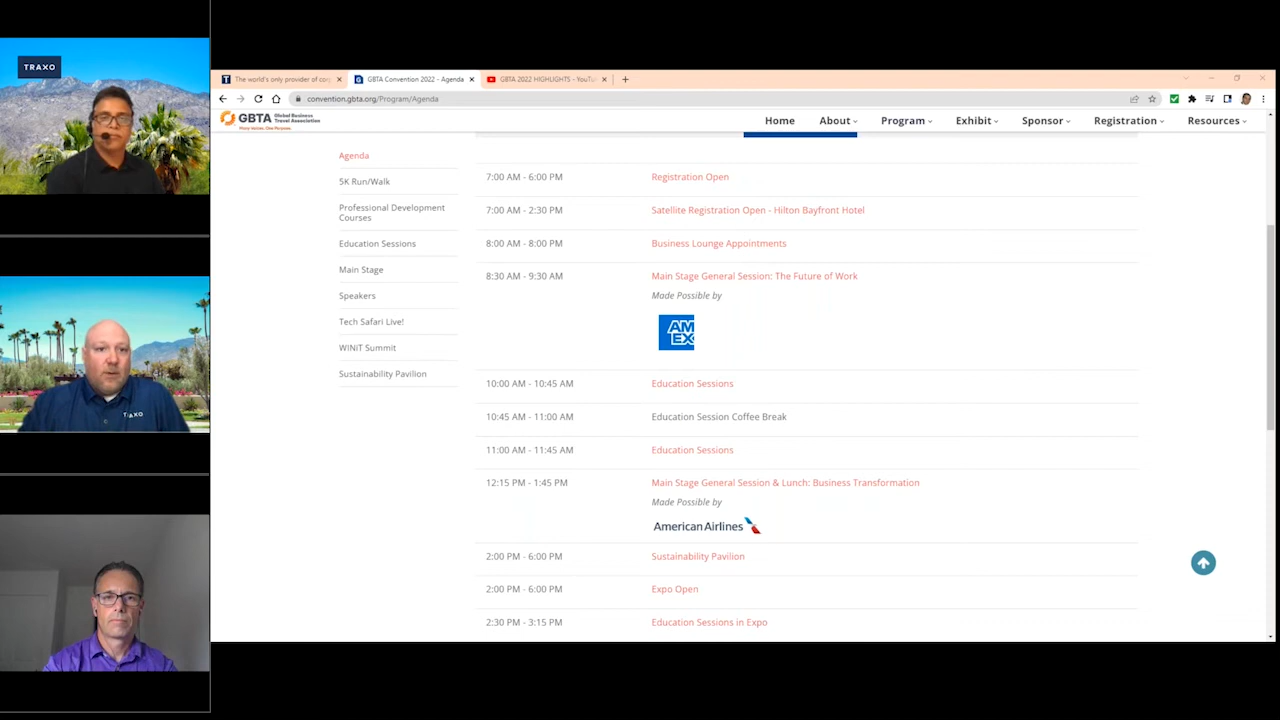 TRAXO
TRAXO
The world's only provider of cor
GBTA Convention 2022 - Agenda
GBTA 2022 HIGHLIGHTS - YouTu
convention.gbta.org/Program/Agenda
GBTA Global Business Travel Association
Home
About
Program
Exhibit
Sponsor
Registration
Resources
Agenda
5K Run/Walk
Professional Development
Courses
Education Sessions
Main Stage
Speakers
Tech Safari Live!
WINiT Summit
Sustainability Pavilion
7:00 AM - 6:00 PM Registration Open
7:00 AM - 2:30 PM Satellite Registration Open - Hilton Bayfront Hotel
8:00 AM - 8:00 PM Business Lounge Appointments
8:30 AM - 9:30 AM Main Stage General Session: The Future of Work
Made Possible by
AM
EX
10:00 AM - 10:45 AM Education Sessions
10:45 AM - 11:00 AM Education Session Coffee Break
11:00 AM - 11:45 AM Education Sessions
12:15 PM - 1:45 PM Main Stage General Session & Lunch: Business Transformation
Made Possible by
American Airlines
2:00 PM - 6:00 PM Sustainability Pavilion
2:00 PM - 6:00 PM Expo Open
2:30 PM - 3:15 PM Education Sessions in Expo